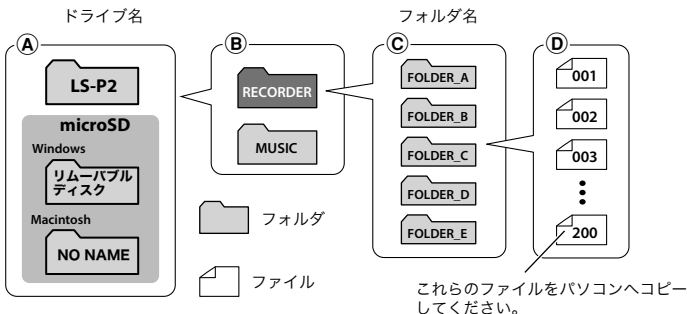 ドライブ名
フォルダ名
A
B
C
D
LS-P2
microSD
Windows
リムーバブル
ディスク
Macintosh
NO NAME
RECORDER
MUSIC
フォルダ
ファイル
FOLDER_A
FOLDER_B
FOLDER_C
FOLDER_D
FOLDER_E
001
002
003
200
これらのファイルをパソコンへコピー
してください。